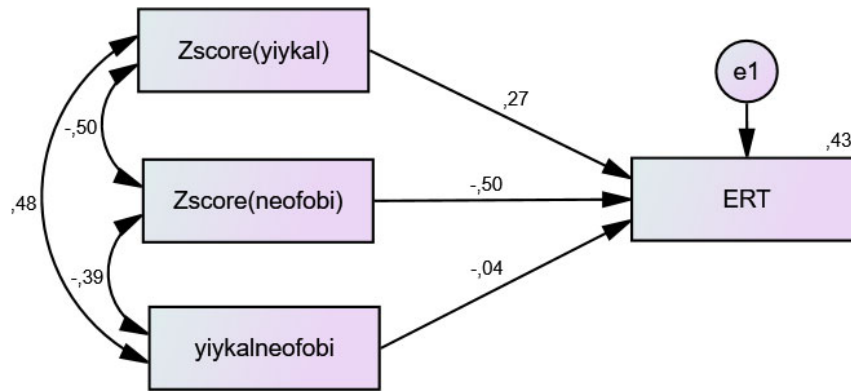 Zscore(yiykal)
e1
,27
,43
-,50
Zscore(neofobi)
-,50
ERT
,48
-,39
-,04
yiykalneofobi